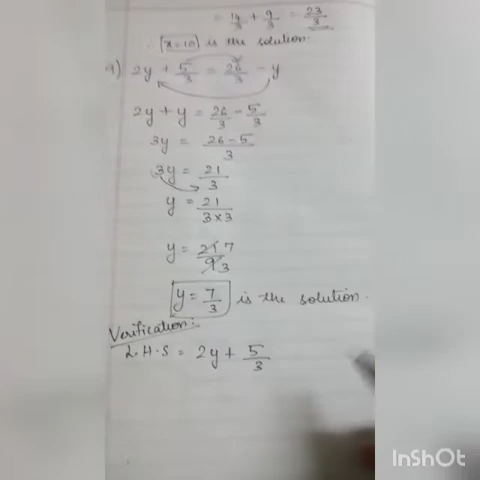 = 14/3 + 9/3 = 23/3
∴ x=10 is the solution.
9) 2y + 5/3 = 26/3 - y
2y + y = 26/3 - 5/3
3y = 26-5/3
3y = 21/3
y = 21/3×3
y = 21 7/9 3
y = 7/3 is the solution.
Verification:
L.H.S = 2y + 5/3
InShOt